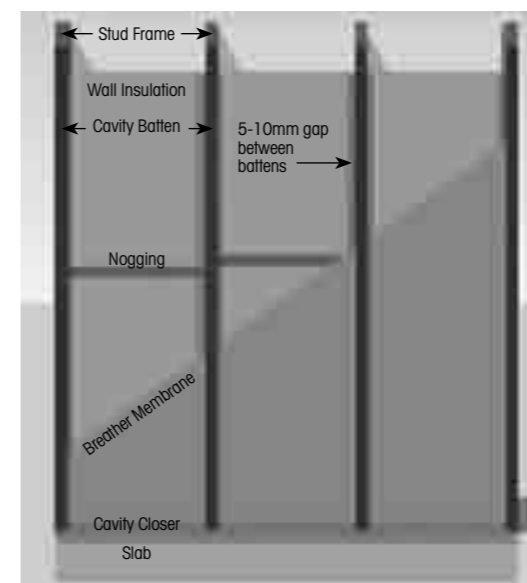 Stud Frame
Wall Insulation
Cavity Batten
5-10mm gap
between
battens
Nogging
Breather Membrane
Cavity Closer
Slab